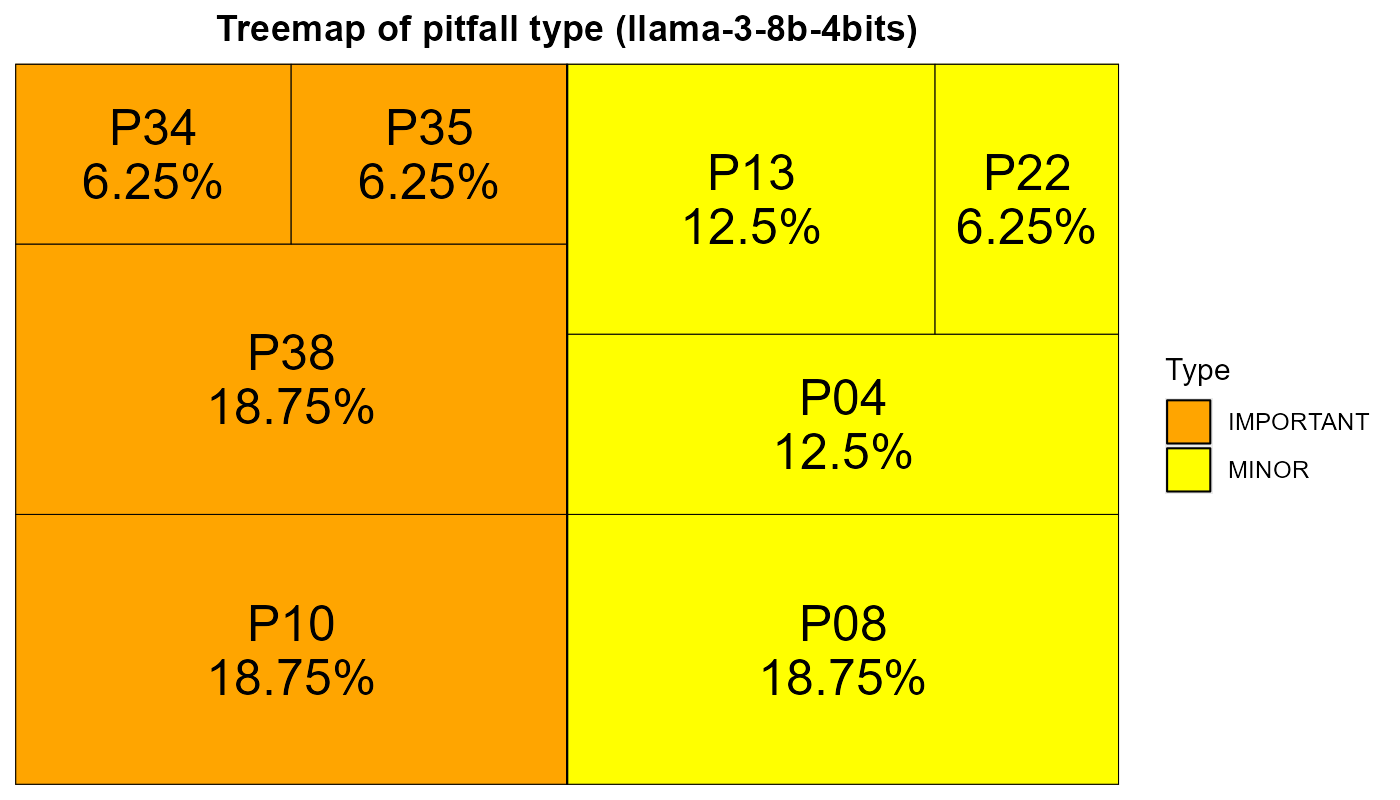 Treemap of pitfall type (llama-3-8b-4bits)
P34
6.25%
P35
6.25%
P38
18.75%
P10
18.75%
P13
12.5%
P22
6.25%
P04
12.5%
P08
18.75%
Type
IMPORTANT
MINOR